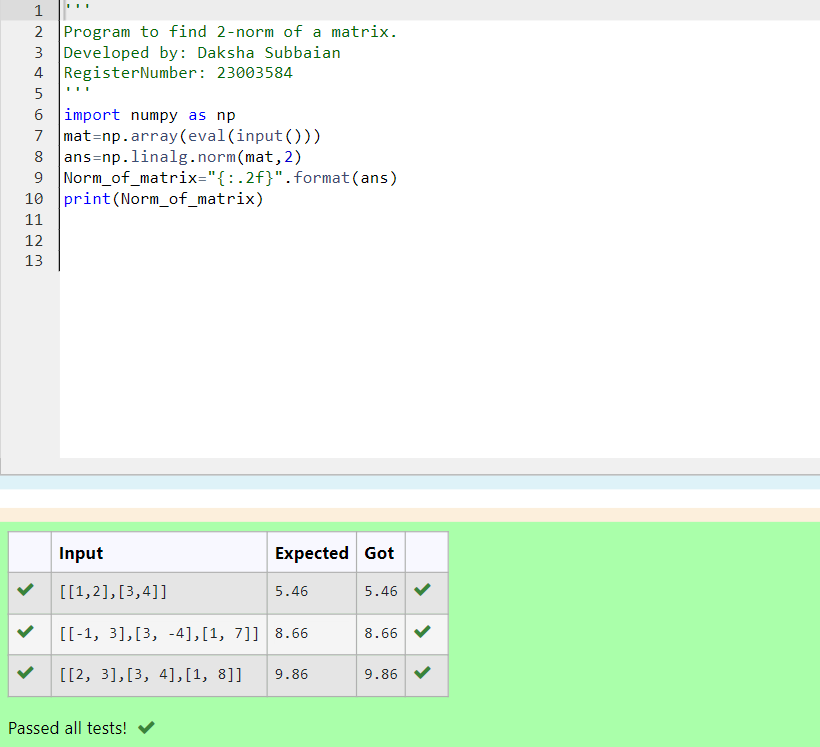 1 '''
2 Program to find 2-norm of a matrix.
3 Developed by: Daksha Subbaian
4 RegisterNumber: 23003584
5 '''
6 import numpy as np
7 mat=np.array(eval(input()))
8 ans=np.linalg.norm(mat,2)
9 Norm_of_matrix="{:.2f}".format(ans)
10 print(Norm_of_matrix)
11
12
13
Input Expected Got
[[1,2],[3,4]] 5.46 5.46
[[-1, 3],[3, -4],[1, 7]] 8.66 8.66
[[2, 3],[3, 4],[1, 8]] 9.86 9.86
Passed all tests!